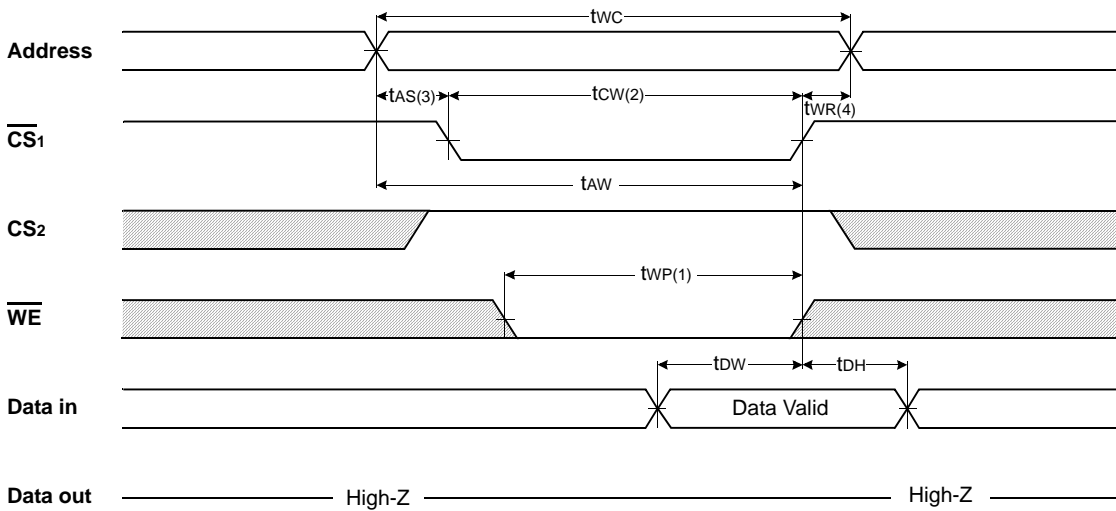 tWC
Address
tAS(3) tCW(2) tWR(4)
CS1
tAW
CS2
tWP(1)
WE
tDW tDH
Data in Data Valid
Data out High-Z High-Z